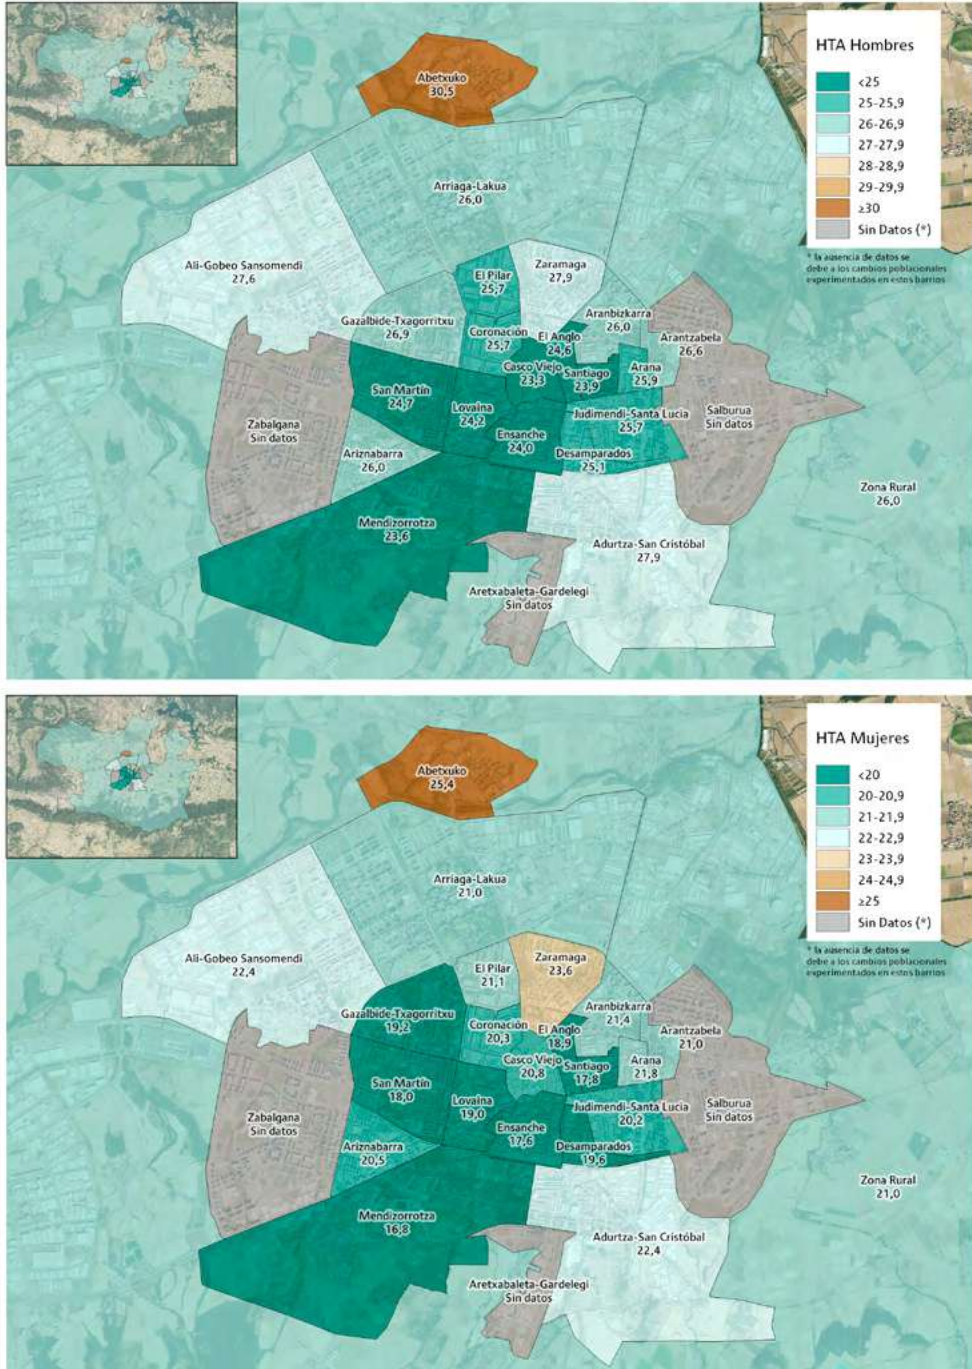 HTA Hombres
<25
25-25,9
26-26,9
27-27,9
28-28,9
29-29,9
≥30
Sin Datos (*)
* la ausencia de datos se
debe a los cambios poblacionales
experimentados en estos barrios
Abetxuko
30,5
Arriaga-Lakua
26,0
Ali-Gobeo Sansomendi
27,6
El Pilar
25,7
Zaramaga
27,9
Gazalbide-Txagorritxu
26,9
Coronación
25,7
El Anglo
24,6
Aranbizkarra
26,0
Arantzabela
26,6
Casco Viejo
23,3
Santiago
23,9
Arana
25,9
San Martín
24,7
Lovaina
24,2
Ensanche
24,0
Judimendi-Santa Lucia
25,7
Salburua
Sin datos
Zabalgana
Sin datos
Ariznabarra
26,0
Desamparados
25,1
Zona Rural
26,0
Mendizorrotza
23,6
Adurtza-San Cristóbal
27,9
Aretxabaleta-Gardelegi
Sin datos
HTA Mujeres
<20
20-20,9
21-21,9
22-22,9
23-23,9
24-24,9
≥25
Sin Datos (*)
* la ausencia de datos se
debe a los cambios poblacionales
experimentados en estos barrios
Abetxuko
25,4
Arriaga-Lakua
21,0
Ali-Gobeo Sansomendi
22,4
El Pilar
21,1
Zaramaga
23,6
Gazalbide-Txagorritxu
19,2
Coronación
20,3
El Anglo
18,9
Aranbizkarra
21,4
Arantzabela
21,0
Casco Viejo
20,8
Santiago
17,8
Arana
21,8
San Martín
18,0
Lovaina
19,0
Ensanche
17,6
Judimendi-Santa Lucia
20,2
Salburua
Sin datos
Zabalgana
Sin datos
Ariznabarra
20,5
Desamparados
19,6
Zona Rural
21,0
Mendizorrotza
16,8
Adurtza-San Cristóbal
22,4
Aretxabaleta-Gardelegi
Sin datos